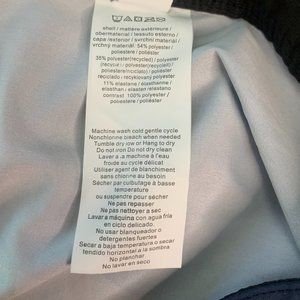 shell / matière extérieure /
obermaterial / tessuto esterno /
capa /exterior / svrchní materiál /
vrchný materiál: 54% polyester /
poliestere / poliéster
35% polyester(recycled) / polyester
(recycé) / polyester(recycelt) /
poliestere(riciclato) / poliéster
reciclado / recyklovaný polyester
11% elastane / élasthanne /
elasthan / elastan /elastano
contrast: 100% polyester /
poliestere / poliéster
Machine wash cold gentle cycle
Nonchlorine bleach when needed
Tumble dry low or Hang to dry
Do not iron Do not dry clean
Laver a la machine à l'eau
froide au cycle délicat
Utiliser agent de blanchiment
sans chlorine au besoin
Sécher par culbutage à basse
temperature
ou suspendre pour sécher
Ne pas repasser
Ne pas nettoyer a sec
Lavar a máquina con agua fria
en ciclo delicado.
No usar blanqueador o
detergentes fuertes
Secar a baja temperatura o secar
tendido horizontal a la sombra
No planchar
No lavar en seco